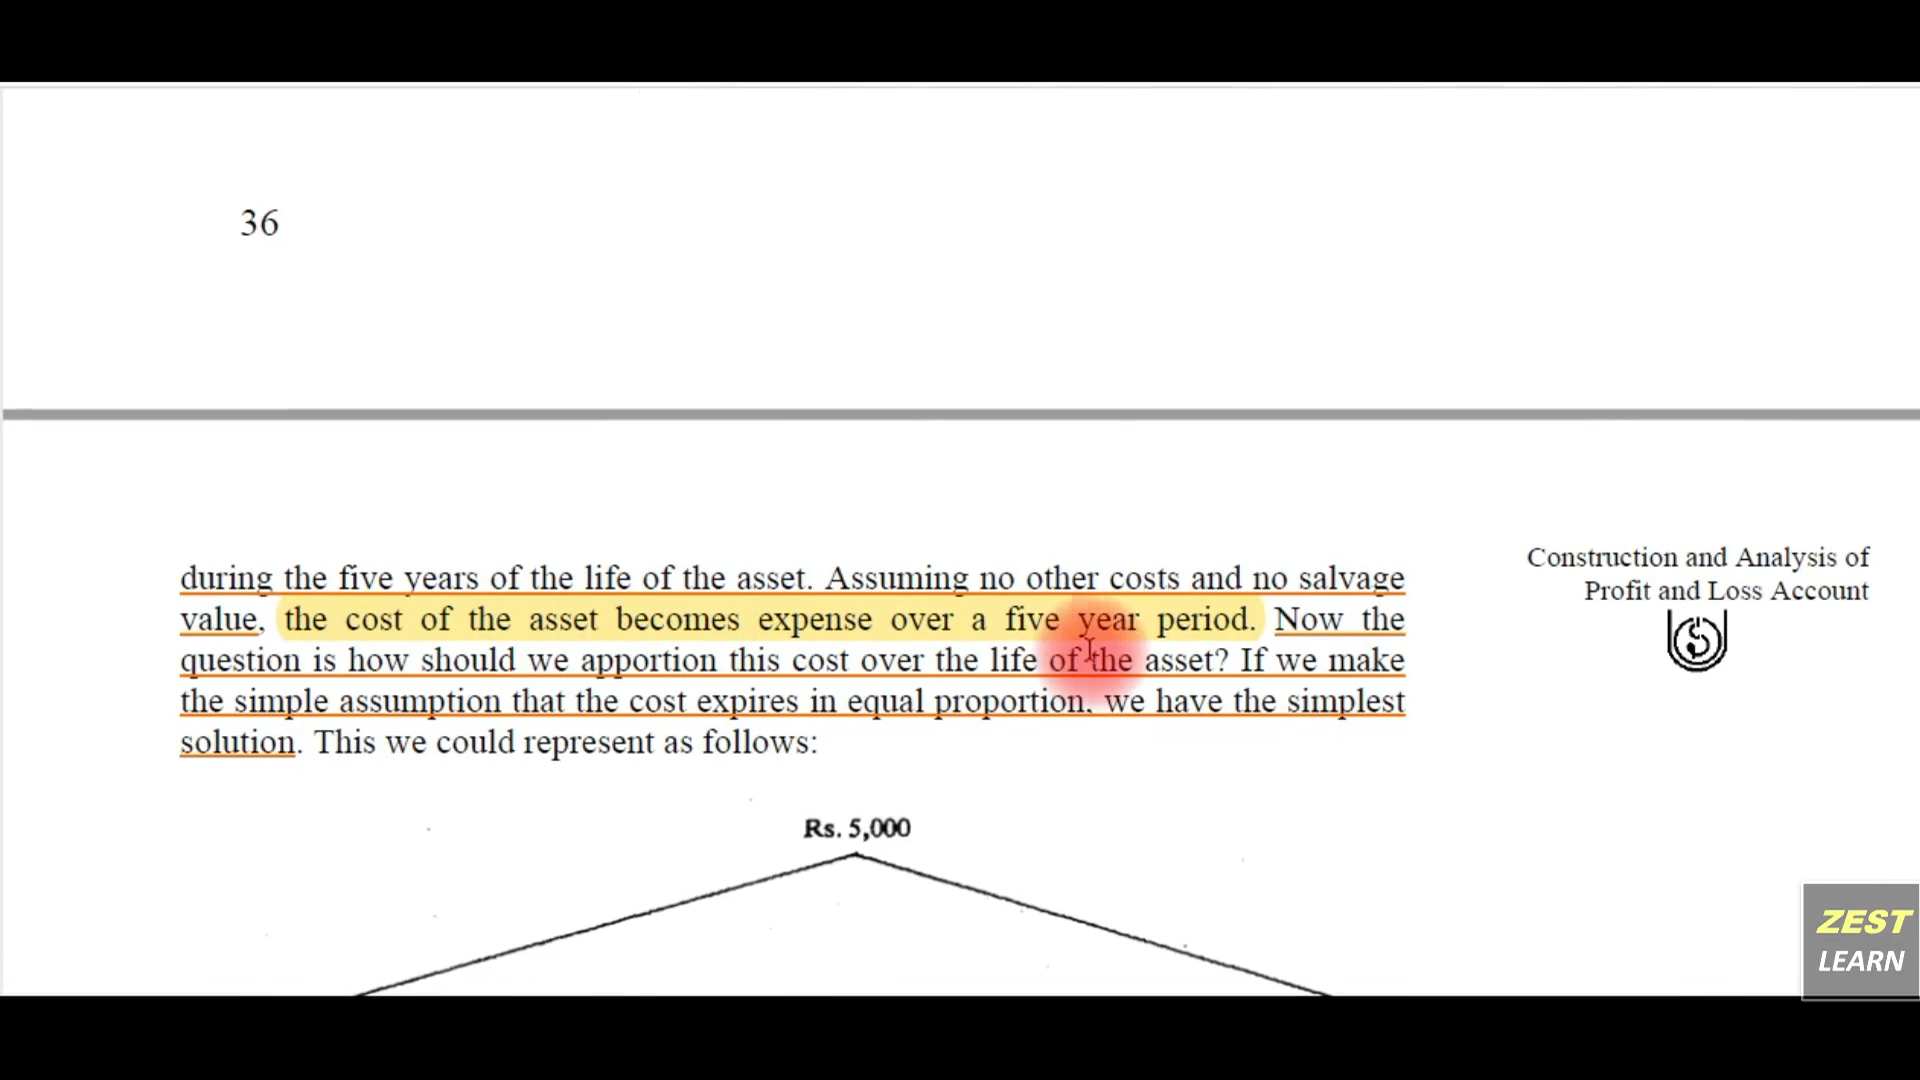 36
Construction and Analysis of
Profit and Loss Account
during the five years of the life of the asset. Assuming no other costs and no salvage
value, the cost of the asset becomes expense over a five year period. Now the
question is how should we apportion this cost over the life of the asset? If we make
the simple assumption that the cost expires in equal proportion, we have the simplest
solution. This we could represent as follows:
Rs. 5,000
ZEST
LEARN